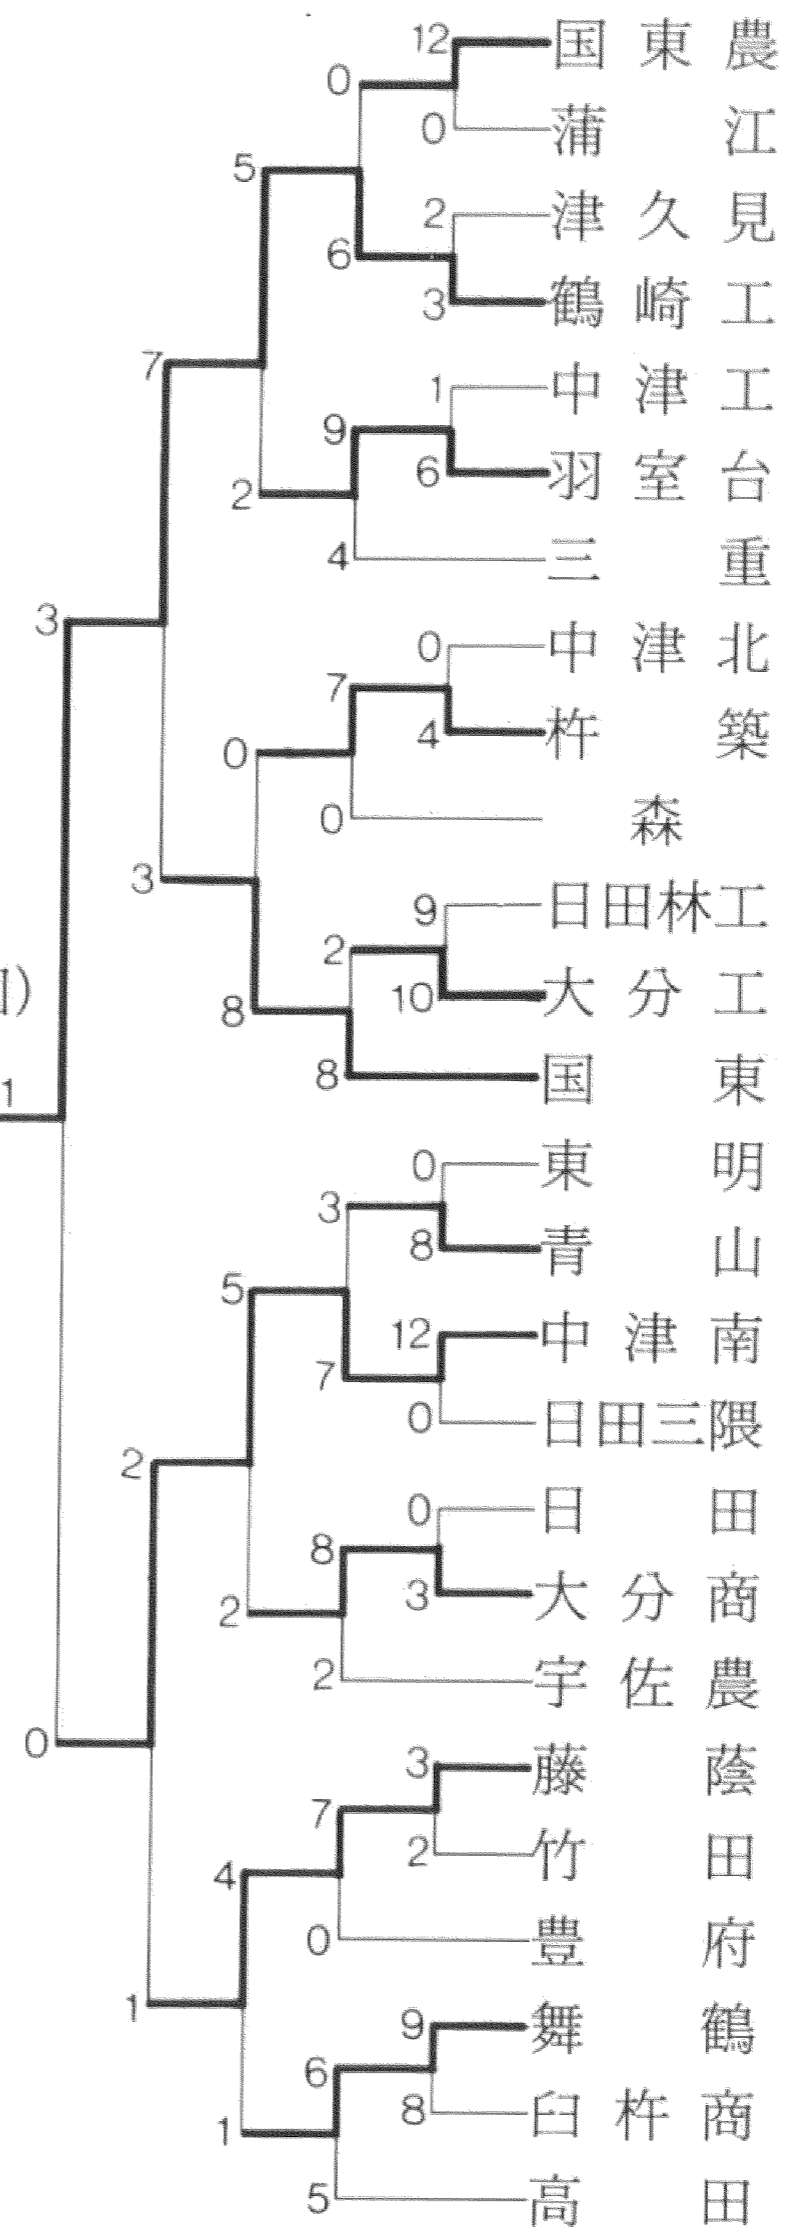 12 国東農
0
0 蒲江
5
2 津久見
6
3 鶴崎工
7
1 中津工
9
6 羽室台
2
4 三重
3
0 中津北
7
4 杵築
0
0 森
3
9 日田林工
2
10 大分工
8
8 国東
1
0 東明
3
8 青山
5
12 中津南
7
0 日田三隈
2
0 日田
8
3 大分商
2
2 宇佐農
0
3 藤蔭
7
2 竹田
4
0 豊府
1
9 舞鶴
6
8 臼杵商
1
5 高田